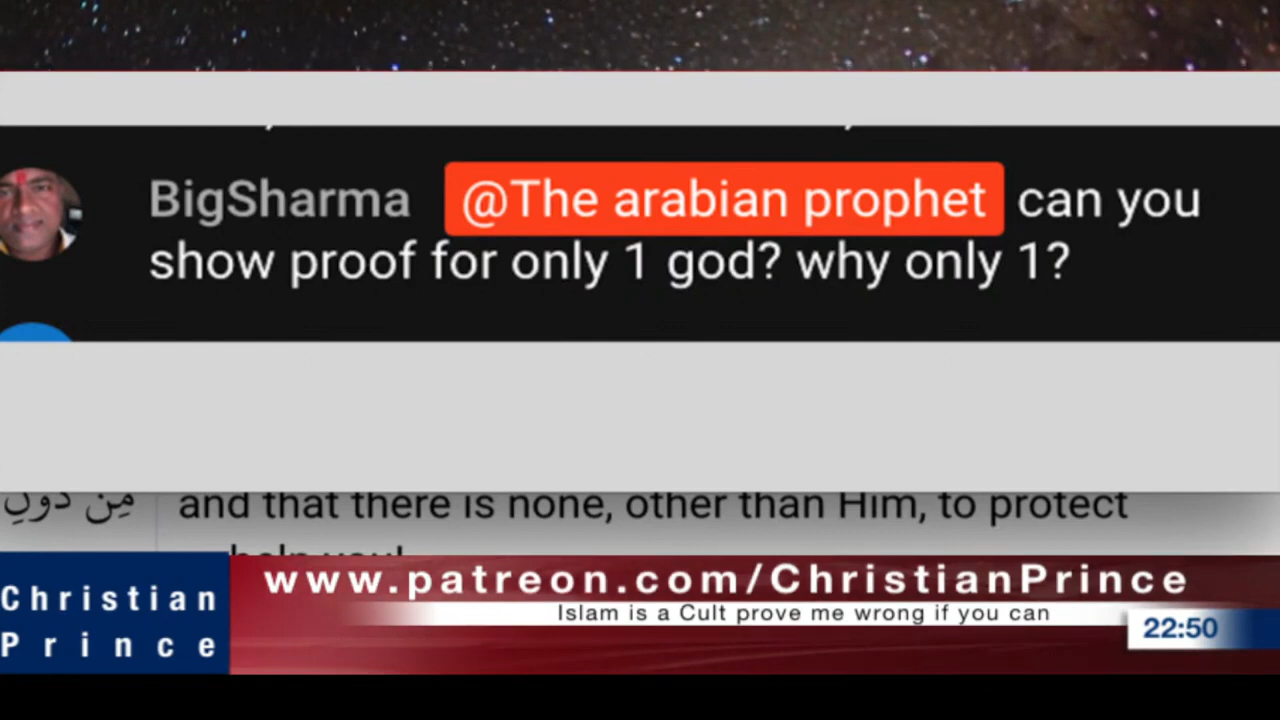 BigSharma @The arabian prophet can you
show proof for only 1 god? why only 1?
مِن دُونِ and that there is none, other than Him, to protect
help you!
www.patreon.com/ChristianPrince
Islam is a Cult prove me wrong if you can
Christian
Prince
22:50